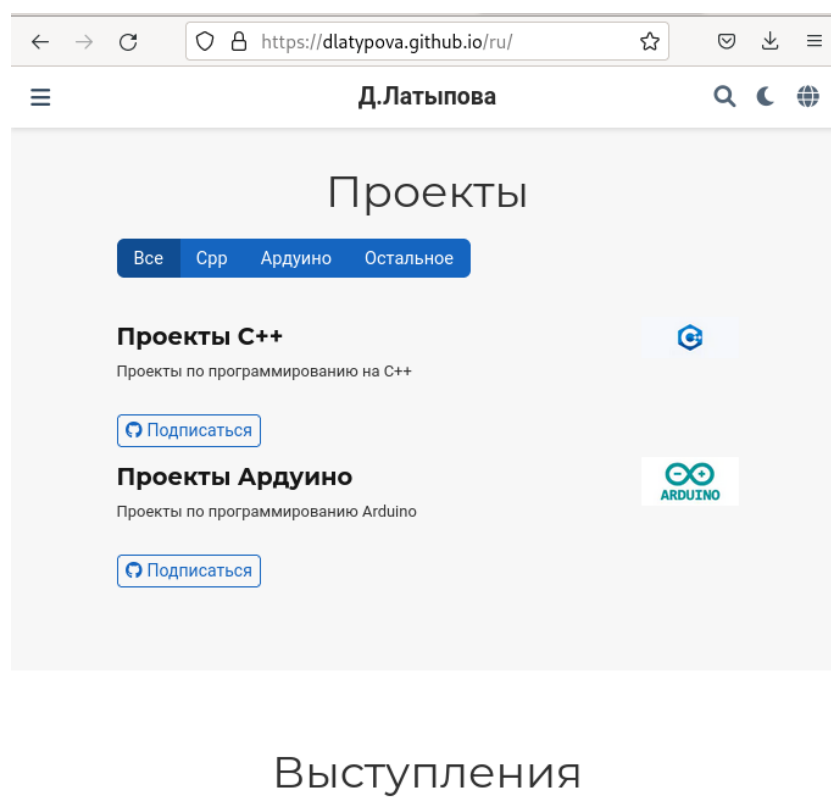 https://dlatypova.github.io/ru/
Д.Латыпова
Проекты
Все Cpp Ардуино Остальное
Проекты C++
Проекты по программированию на C++
Подписаться
Проекты Ардуино
ARDUINO
Проекты по программированию Arduino
Подписаться
Выступления